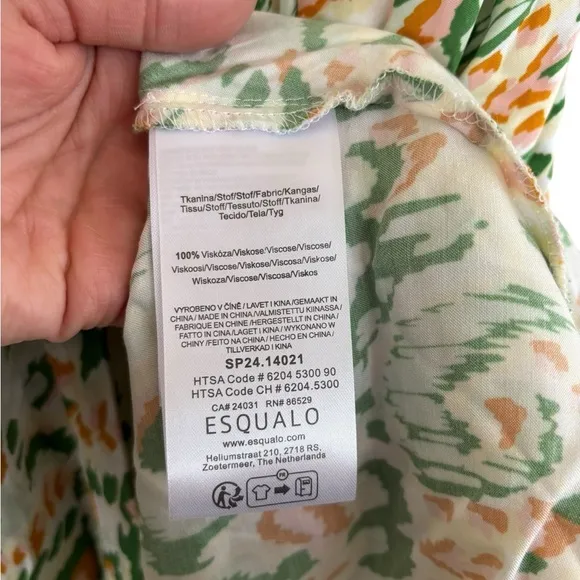 Tkanina/Stof/Stof/Fabric/Kangas/
Tissu/Stoff/Tessuto/Stoff/Tkanina/
Tecido/Tela/Tyg
100% Viskóza/Viskose/Viscose/Viscose/
Viskoosi/Viscose/Viskose/Viscosa/Viskose/
Wiskoza/Viscose/Viscosa/Viskos
VYROBENO V ČÍNĚ / LAVET I KINA /GEMAAKT IN
CHINA / MADE IN CHINA /VALMISTETTU KIINASSA /
FABRIQUE EN CHINE /HERGESTELLT IN CHINA /
FATTO IN CINA /LAGET I KINA / WYKONANO W
CHINY /FEITO NA CHINA / HECHO EN CHINA /
TILLVERKAD I KINA
SP24.14021
HTSA Code # 6204 5300 90
HTSA Code CH # 6204.5300
CA# 24031 RN# 86529
ESQUALO
www.esqualo.com
Heliumstraat 210, 2718 RS,
Zoetermeer, The Netherlands
FR